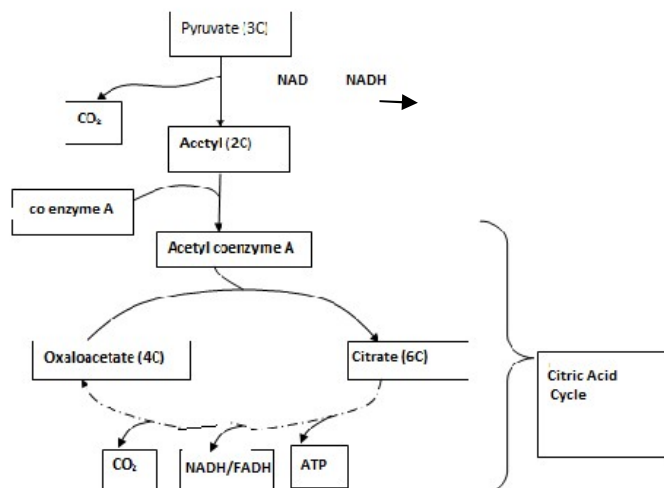 Pyruvate (3C)
NAD NADH
CO₂
Acetyl (2C)
co enzyme A
Acetyl coenzyme A
Oxaloacetate (4C)
Citrate (6C)
Citric Acid
Cycle
CO₂
NADH/FADH
ATP